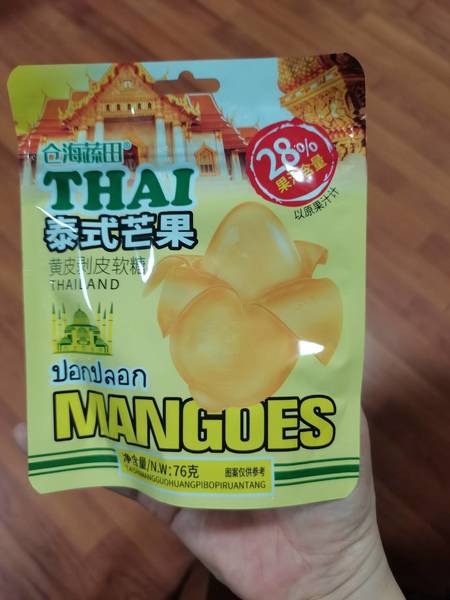 仓海蔬田®
THAI
28%
果汁含量
以原果汁计
泰式芒果
黄皮剥皮软糖
THAILAND
ปอกปลอก
MANGOES
净含量/N.W:76克
图案仅供参考
TAISHIMANGGUOHUANGPIBOPIRUANTANG